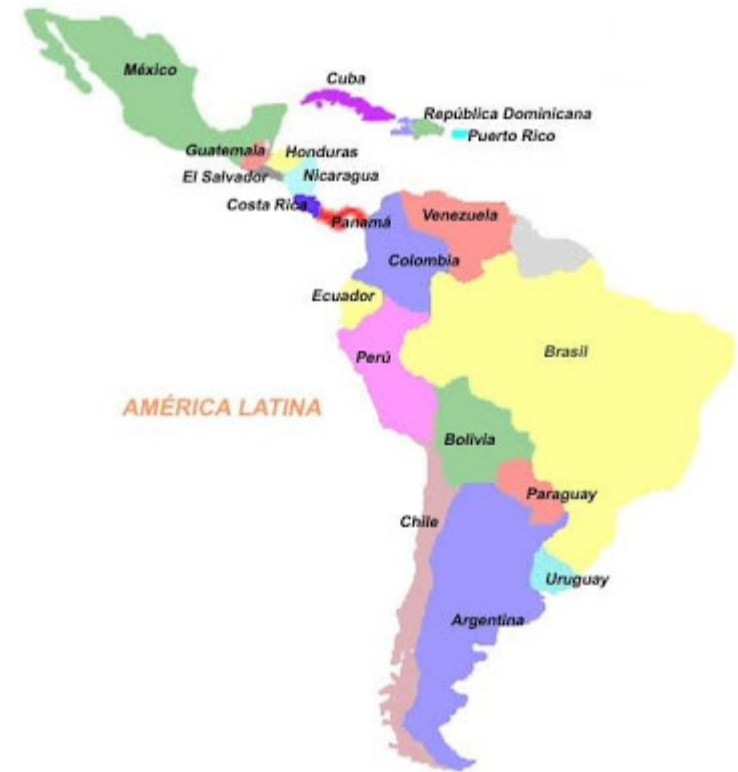 México
Cuba
República Dominicana
Puerto Rico
Guatemala
Honduras
El Salvador
Nicaragua
Costa Rica
Panamá
Venezuela
Colombia
Ecuador
Brasil
Perú
AMÉRICA LATINA
Bolivia
Paraguay
Chile
Uruguay
Argentina